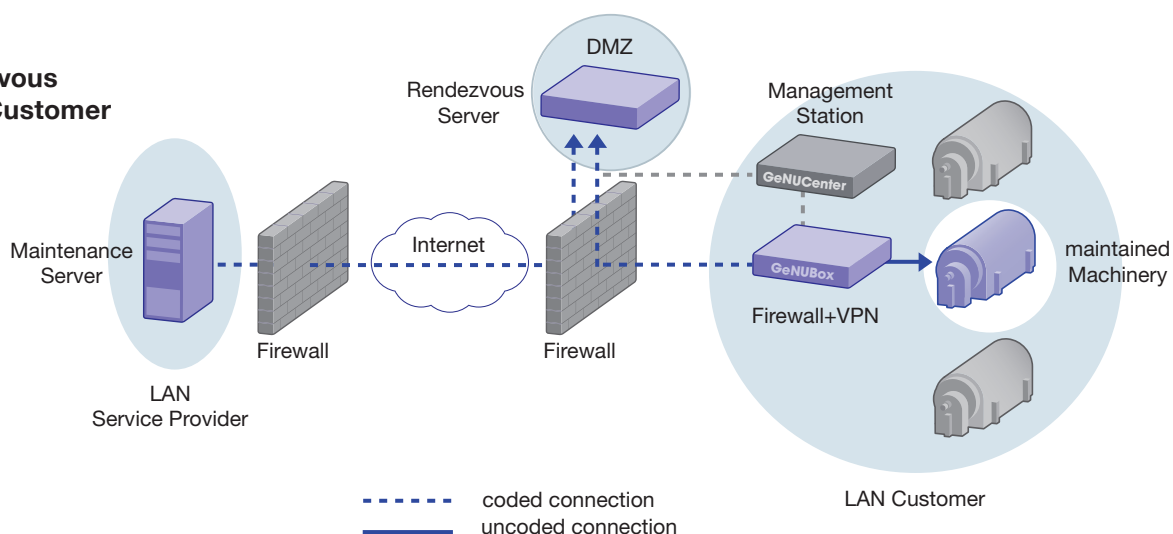 DMZ
vous
Customer
Rendezvous
Server
Management
Station
GeNUCenter
Maintenance
Server
Internet
GeNUBox
maintained
Machinery
Firewall+VPN
Firewall
Firewall
LAN
Service Provider
LAN Customer
coded connection
uncoded connection